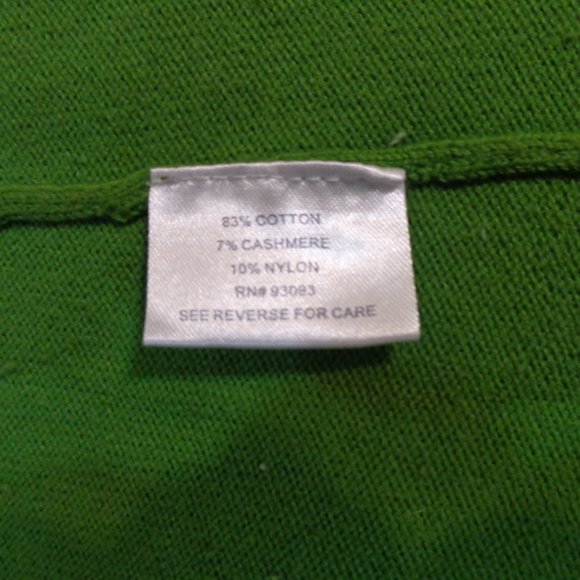 83% COTTON
7% CASHMERE
10% NYLON
RN# 93093
SEE REVERSE FOR CARE